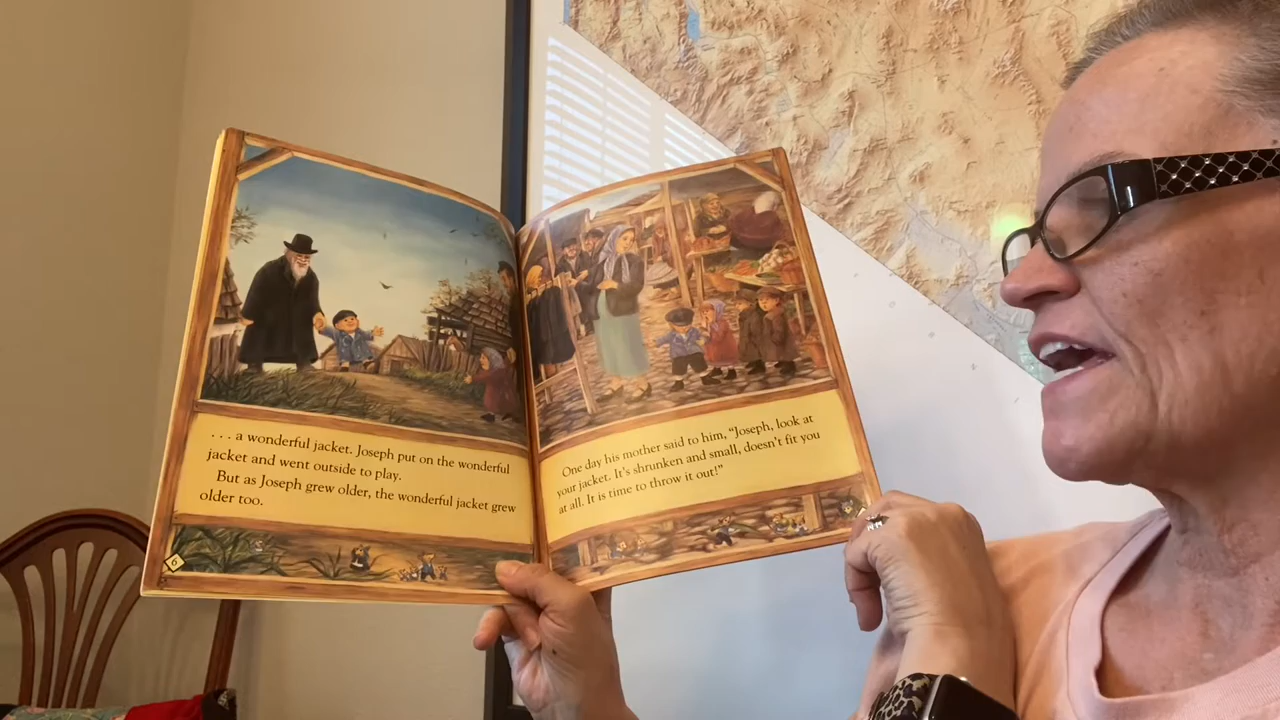 . . . a wonderful jacket. Joseph put on the wonderful
jacket and went outside to play.
But as Joseph grew older, the wonderful jacket grew
older too.
6
One day his mother said to him, “Joseph, look at
your jacket. It's shrunken and small, doesn't fit you
at all. It is time to throw it out!”